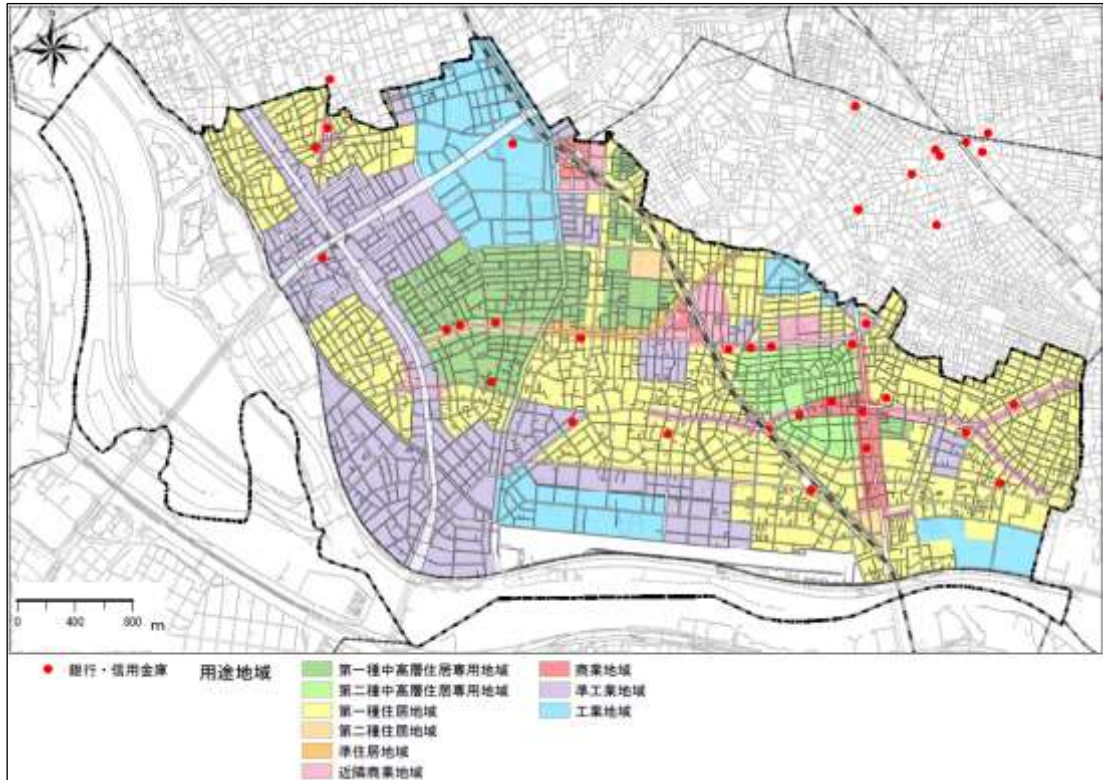 0 400 800 m
銀行・信用金庫
用途地域
第一種中高層住居専用地域
第二種中高層住居専用地域
第一種住居地域
第二種住居地域
準住居地域
近隣商業地域
商業地域
準工業地域
工業地域